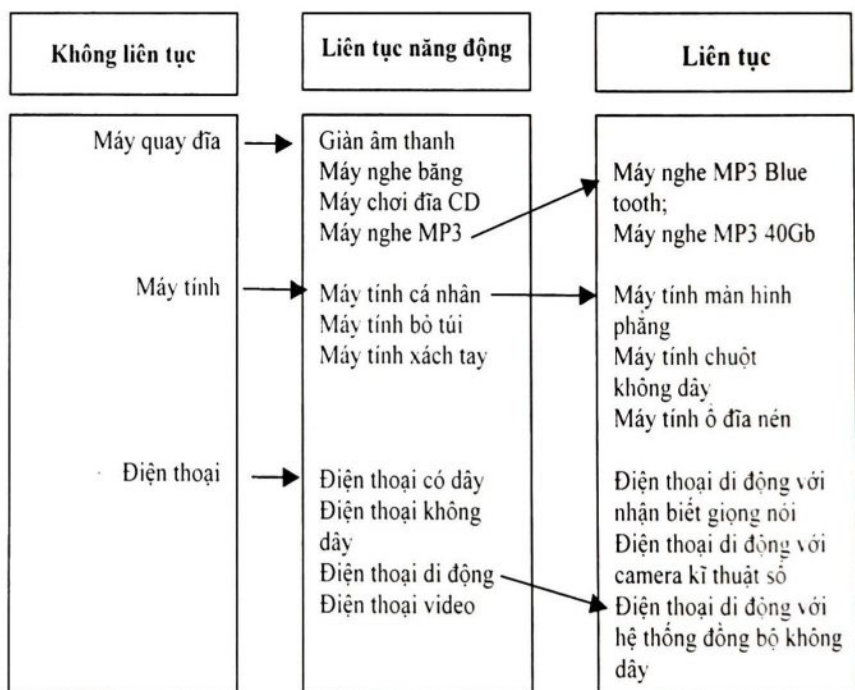 Không liên tục
Liên tục năng động
Liên tục
Máy quay đĩa
Máy tính
Điện thoại
Giàn âm thanh
Máy nghe băng
Máy chơi đĩa CD
Máy nghe MP3
Máy tính cá nhân
Máy tính bỏ túi
Máy tính xách tay
Điện thoại có dây
Điện thoại không
dây
Điện thoại di động
Điện thoại video
Máy nghe MP3 Blue
tooth;
Máy nghe MP3 40Gb
Máy tính màn hình
phẳng
Máy tính chuột
không dây
Máy tính ổ đĩa nén
Điện thoại di động với
nhận biết giọng nói
Điện thoại di động với
camera kĩ thuật số
Điện thoại di động với
hệ thống đồng bộ không
dây